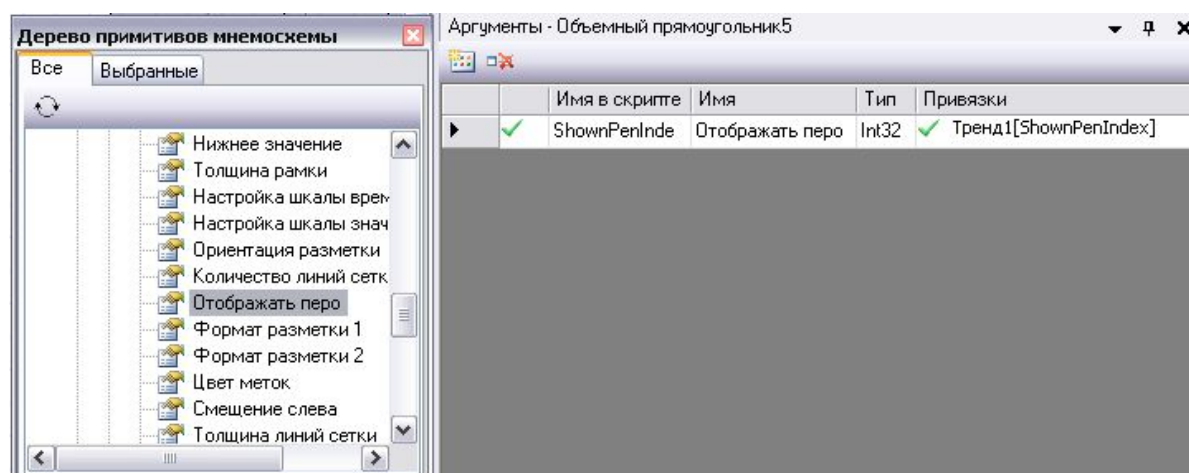 Дерево примитивов мнемосхемы
Все Выбранные
Нижнее значение
Толщина рамки
Настройка шкалы врем
Настройка шкалы знач
Ориентация разметки
Количество линий сетк
Отображать перо
Формат разметки 1
Формат разметки 2
Цвет меток
Смещение слева
Толщина линий сетки
Аргументы - Объемный прямоугольник5
Имя в скрипте Имя Тип Привязки
ShownPenInde Отображать перо Int32 Тренд1[ShownPenIndex]